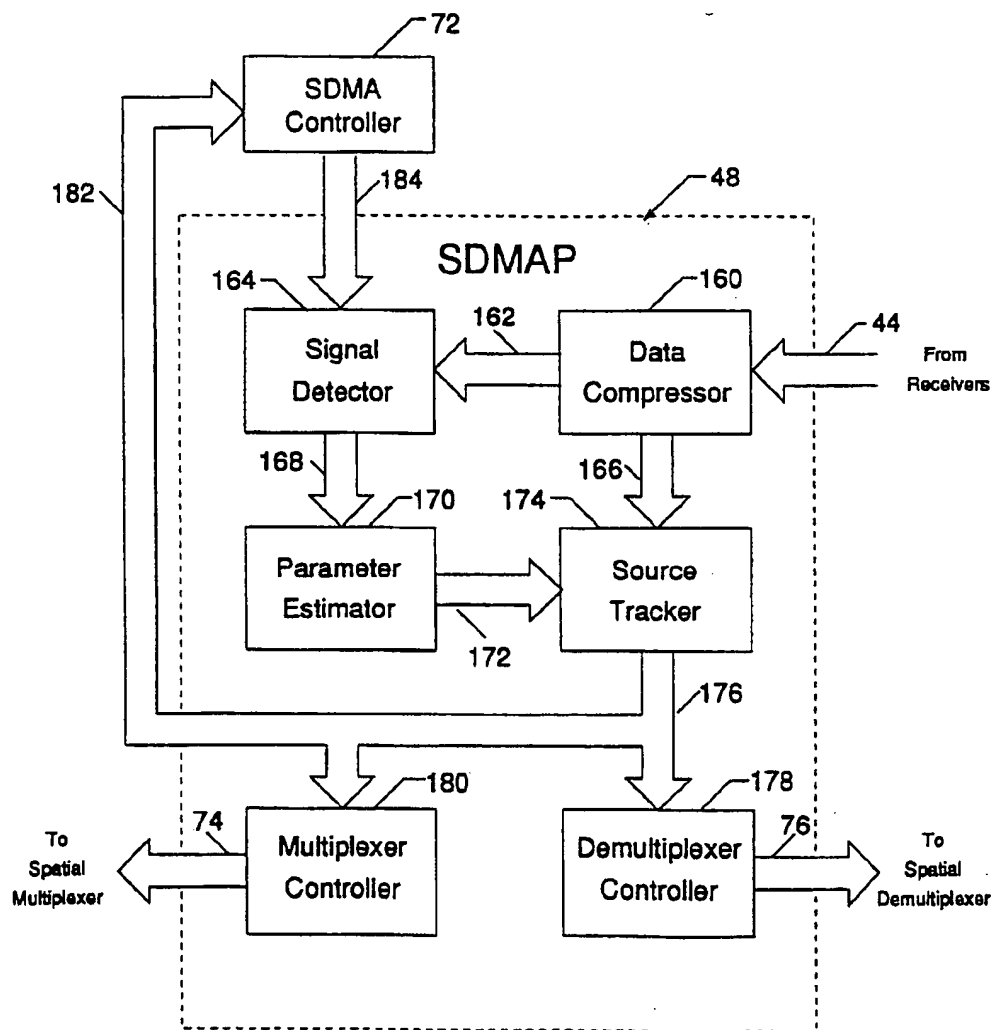 72
SDMA
Controller
182
184
48
SDMAP
164
160
162
44
Signal
Detector
Data
Compressor
From
Receivers
168
166
170
174
Parameter
Estimator
Source
Tracker
172
176
180
178
To
Spatial
Multiplexer
74
Multiplexer
Controller
Demultiplexer
Controller
76
To
Spatial
Demultiplexer